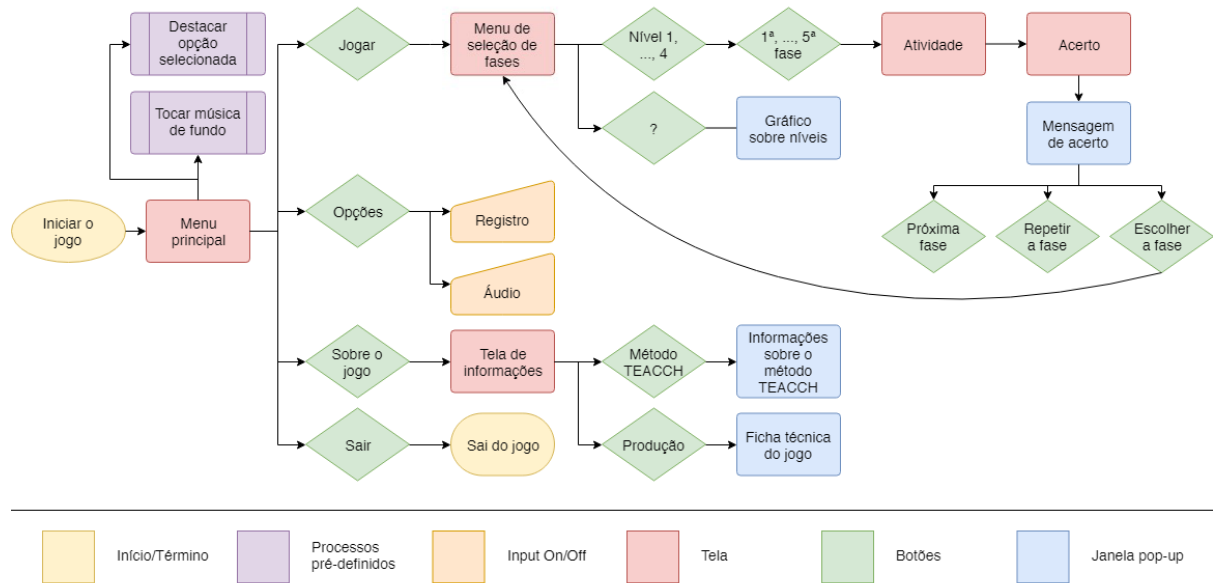 Destacar
opção
selecionada
Jogar
Menu de
seleção de
fases
Nível 1,
..., 4
1ª, ..., 5ª
fase
Atividade
Acerto
Tocar música
de fundo
?
Gráfico
sobre níveis
Mensagem
de acerto
Iniciar o
jogo
Menu
principal
Opções
Registro
Próxima
fase
Repetir
a fase
Escolher
a fase
Áudio
Sobre o
jogo
Tela de
informações
Método
TEACCH
Informações
sobre o
método
TEACCH
Sair
Sai do jogo
Produção
Ficha técnica
do jogo
Início/Término
Processos
pré-definidos
Input On/Off
Tela
Botões
Janela pop-up